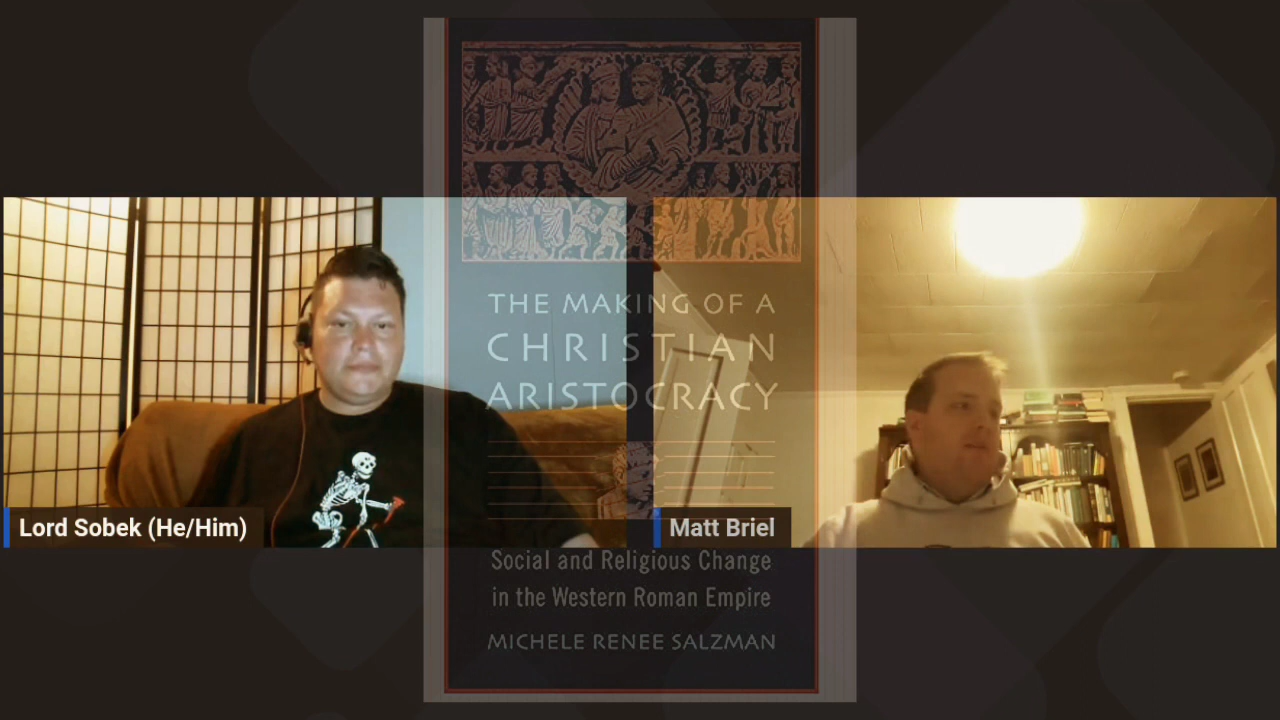 THE MAKING OF A
CHRISTIAN
ARISTOCRACY
Lord Sobek (He/Him)
Matt Briel
Social and Religious Change
in the Western Roman Empire
MICHELE RENEE SALZMAN